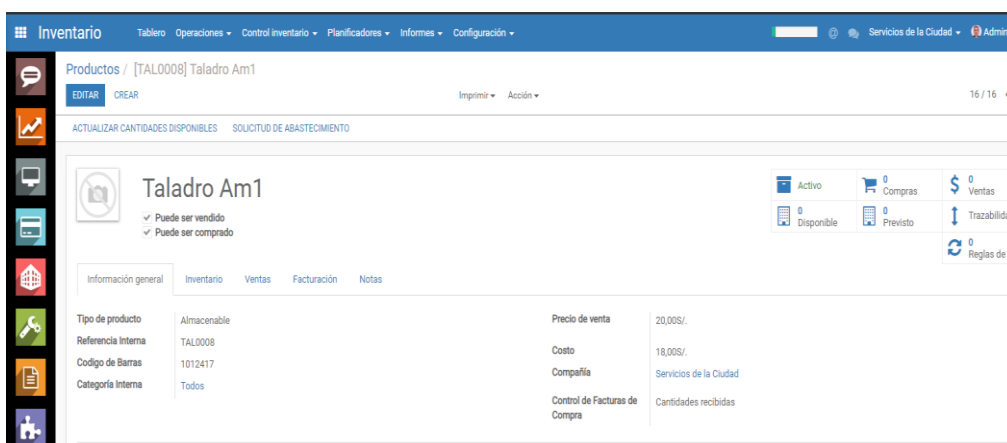 Inventario Tablero Operaciones Control inventario Planificadores Informes Configuración @ Servicios de la Ciudad Admin
Productos / [TAL0008] Taladro Am1
EDITAR CREAR Imprimir Acción 16 / 16
ACTUALIZAR CANTIDADES DISPONIBLES SOLICITUD DE ABASTECIMIENTO
Taladro Am1
Puede ser vendido
Puede ser comprado
Activo
0 Compras
0 Ventas
0 Disponible
0 Previsto
Trazabilida
0 Reglas de
Información general Inventario Ventas Facturación Notas
Tipo de producto Almacenable
Referencia Interna TAL0008
Codigo de Barras 1012417
Categoría Interna Todos
Precio de venta 20,00S/.
Costo 18,00S/.
Compañía Servicios de la Ciudad
Control de Facturas de Compra Cantidades recibidas